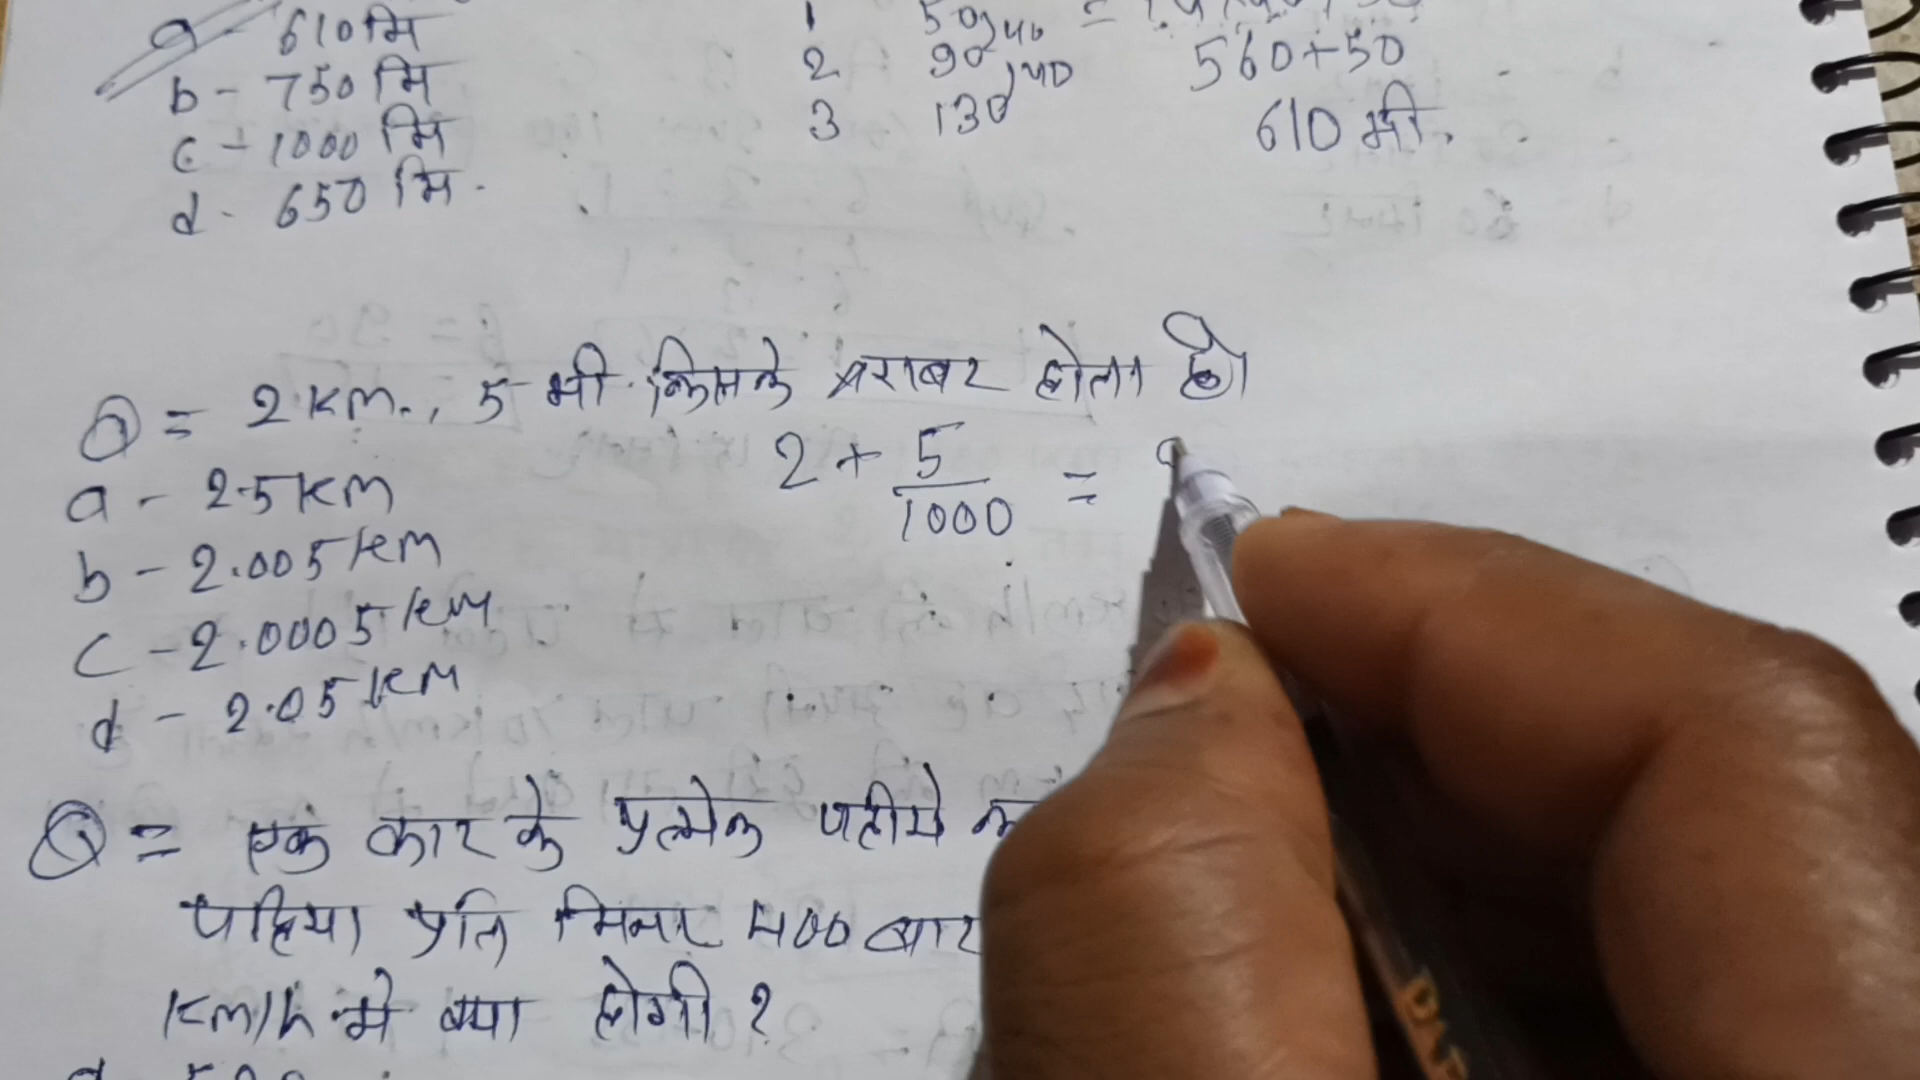 a - 610 मि
b - 750 मि
c - 1000 मि
d - 650 मि.
1 50
2 90
3 130
40
40
560+50
610 मी.
Q = 2 km., 5 मी. किसके बराबर होता है।
2 + 5/1000 =
a - 2.5 km
b - 2.005 km
c - 2.0005 km
d - 2.05 km
Q = एक कार के प्रत्येक पहीये
पहिया प्रति मिनट 400 बार
km/h मे क्या होगी ?